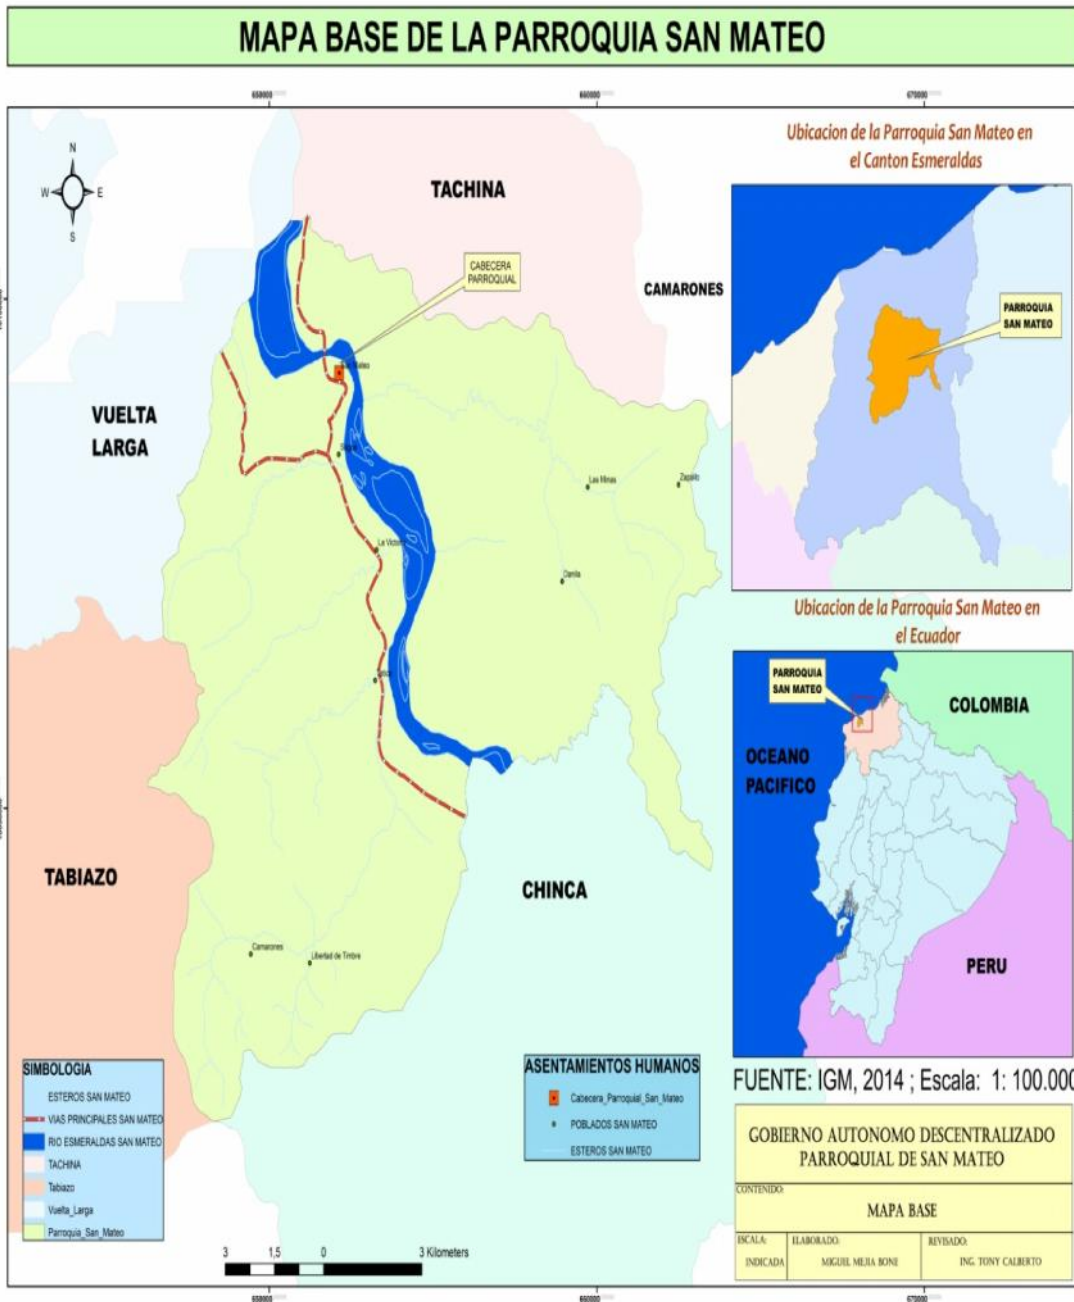 MAPA BASE DE LA PARROQUIA SAN MATEO
650000
660000
670000
N
W
E
S
TACHINA
CABECERA
PARROQUIAL
CAMARONES
San Mateo
VUELTA
LARGA
Las Minas
Zapallo
La Victoria
Danila
TABIAZO
CHINCA
Camarones
Libertad de Timbre
Ubicacion de la Parroquia San Mateo en
el Canton Esmeraldas
PARROQUIA
SAN MATEO
Ubicacion de la Parroquia San Mateo en
el Ecuador
PARROQUIA
SAN MATEO
COLOMBIA
OCEANO
PACIFICO
PERU
SIMBOLOGIA
ESTEROS SAN MATEO
VIAS PRINCIPALES SAN MATEO
RIO ESMERALDAS SAN MATEO
TACHINA
Tabiazo
Vuelta_Larga
Parroquia_San_Mateo
ASENTAMIENTOS HUMANOS
Cabecera_Parroquial_San_Mateo
POBLADOS SAN MATEO
ESTEROS SAN MATEO
3 1,5 0 3 Kilometers
FUENTE: IGM, 2014 ; Escala: 1: 100.000
GOBIERNO AUTONOMO DESCENTRALIZADO
PARROQUIAL DE SAN MATEO
CONTENIDO:
MAPA BASE
ESCALA:
INDICADA
ELABORADO:
MIGUEL MEJIA BONE
REVISADO:
ING. TONY CALBERTO
650000
660000
670000